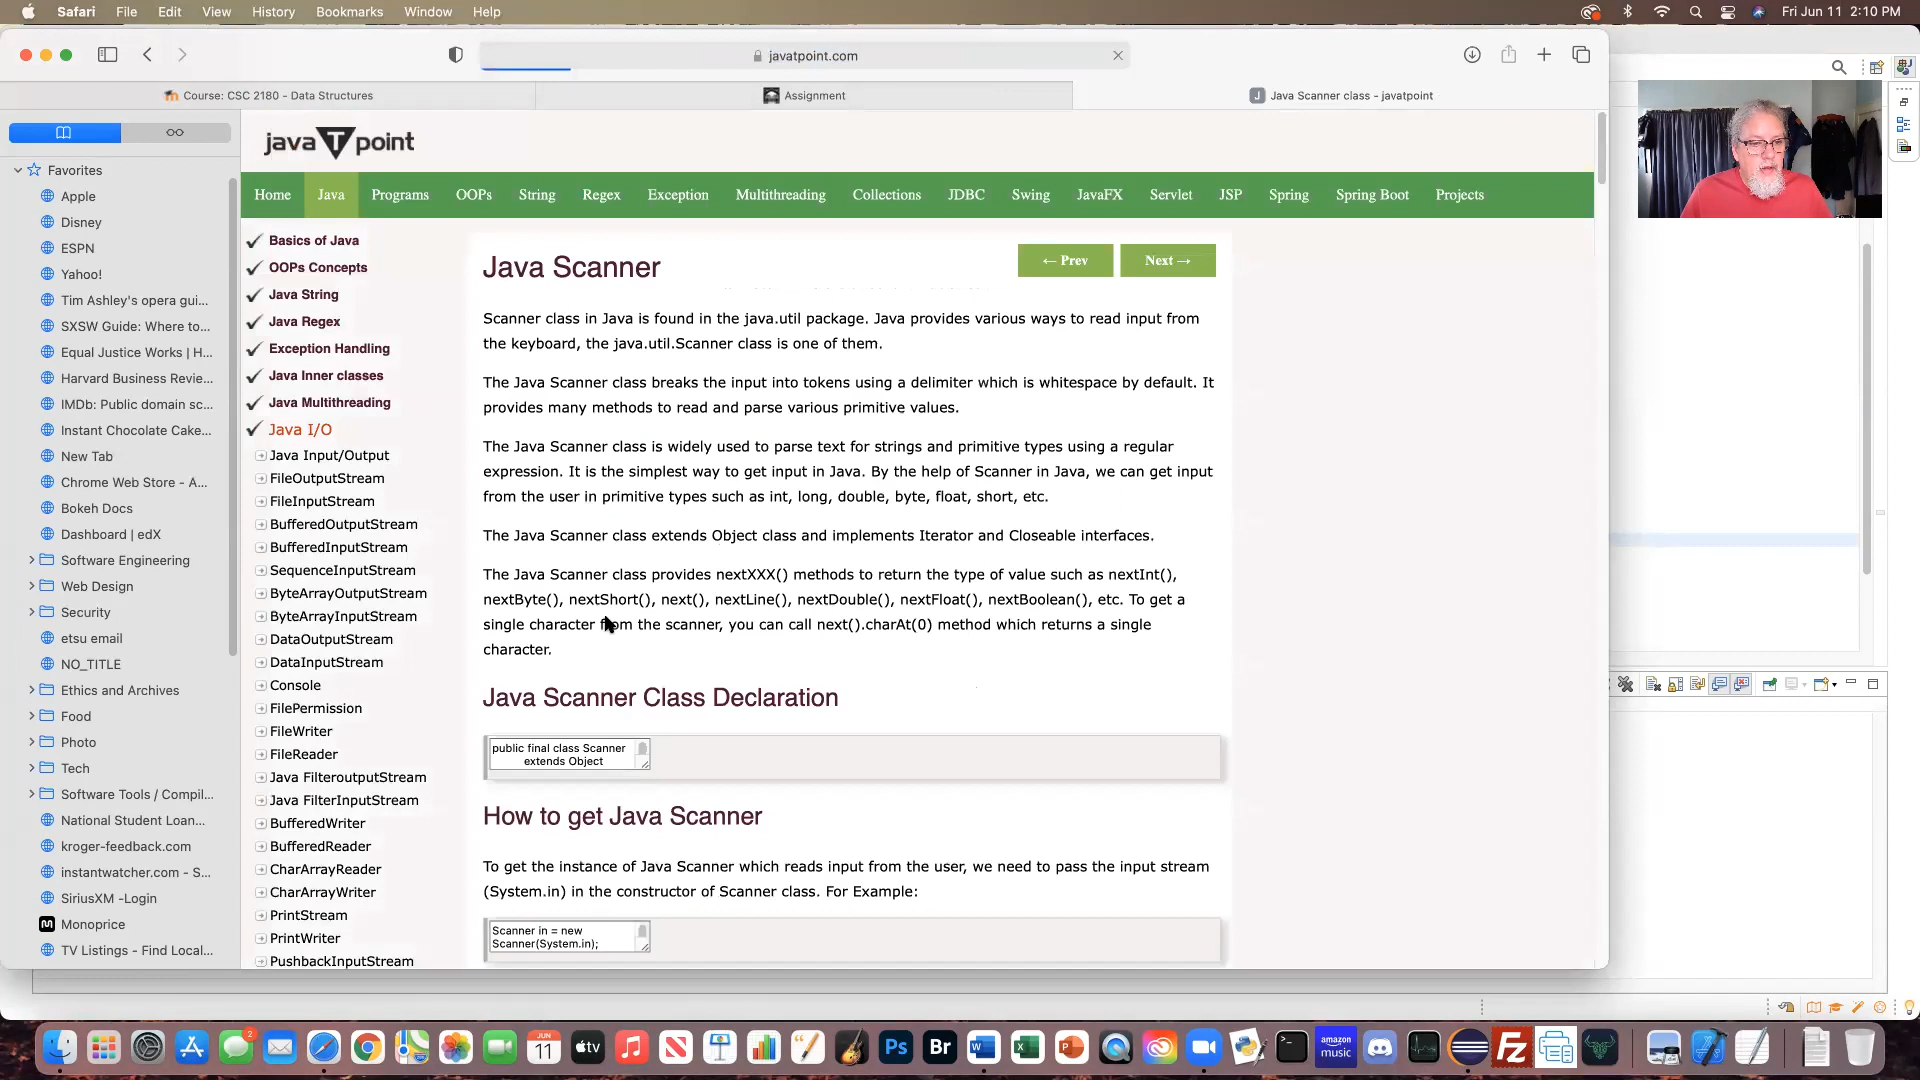 Safari File Edit View History Bookmarks Window Help
Fri Jun 11 2:10 PM
javatpoint.com
Course: CSC 2180 - Data Structures
Assignment
J Java Scanner class - javatpoint
Favorites
Apple
Disney
ESPN
Yahoo!
Tim Ashley's opera gui...
SXSW Guide: Where to...
Equal Justice Works | H...
Harvard Business Revie...
IMDb: Public domain sc...
Instant Chocolate Cake...
New Tab
Chrome Web Store - A...
Bokeh Docs
Dashboard | edX
Software Engineering
Web Design
Security
etsu email
NO_TITLE
Ethics and Archives
Food
Photo
Tech
Software Tools / Compil...
National Student Loan...
kroger-feedback.com
instantwatcher.com - S...
SiriusXM -Login
Monoprice
TV Listings - Find Local...
java T point
Home Java Programs OOPs String Regex Exception Multithreading Collections JDBC Swing JavaFX Servlet JSP Spring Spring Boot Projects
Basics of Java
OOPs Concepts
Java String
Java Regex
Exception Handling
Java Inner classes
Java Multithreading
Java I/O
Java Input/Output
FileOutputStream
FileInputStream
BufferedOutputStream
BufferedInputStream
SequenceInputStream
ByteArrayOutputStream
ByteArrayInputStream
DataOutputStream
DataInputStream
Console
FilePermission
FileWriter
FileReader
Java FilteroutputStream
Java FilterInputStream
BufferedWriter
BufferedReader
CharArrayReader
CharArrayWriter
PrintStream
PrintWriter
PushbackInputStream
Java Scanner
← Prev
Next →
Scanner class in Java is found in the java.util package. Java provides various ways to read input from
the keyboard, the java.util.Scanner class is one of them.
The Java Scanner class breaks the input into tokens using a delimiter which is whitespace by default. It
provides many methods to read and parse various primitive values.
The Java Scanner class is widely used to parse text for strings and primitive types using a regular
expression. It is the simplest way to get input in Java. By the help of Scanner in Java, we can get input
from the user in primitive types such as int, long, double, byte, float, short, etc.
The Java Scanner class extends Object class and implements Iterator and Closeable interfaces.
The Java Scanner class provides nextXXX() methods to return the type of value such as nextInt(),
nextByte(), nextShort(), next(), nextLine(), nextDouble(), nextFloat(), nextBoolean(), etc. To get a
single character from the scanner, you can call next().charAt(0) method which returns a single
character.
Java Scanner Class Declaration
public final class Scanner
extends Object
How to get Java Scanner
To get the instance of Java Scanner which reads input from the user, we need to pass the input stream
(System.in) in the constructor of Scanner class. For Example:
Scanner in = new
Scanner(System.in);
2
JUN
11
tv
Ps
Br
W
X
P
amazon
music
Fz